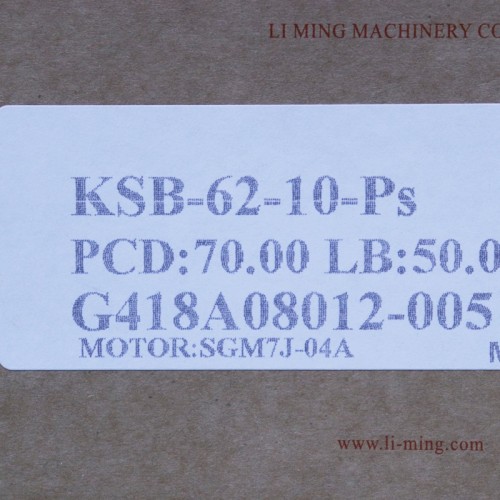 LI MING MACHINERY CO
KSB-62-10-Ps
PCD:70.00 LB:50.0
G418A08012-005
MOTOR:SGM7J-04A
www.li-ming.com